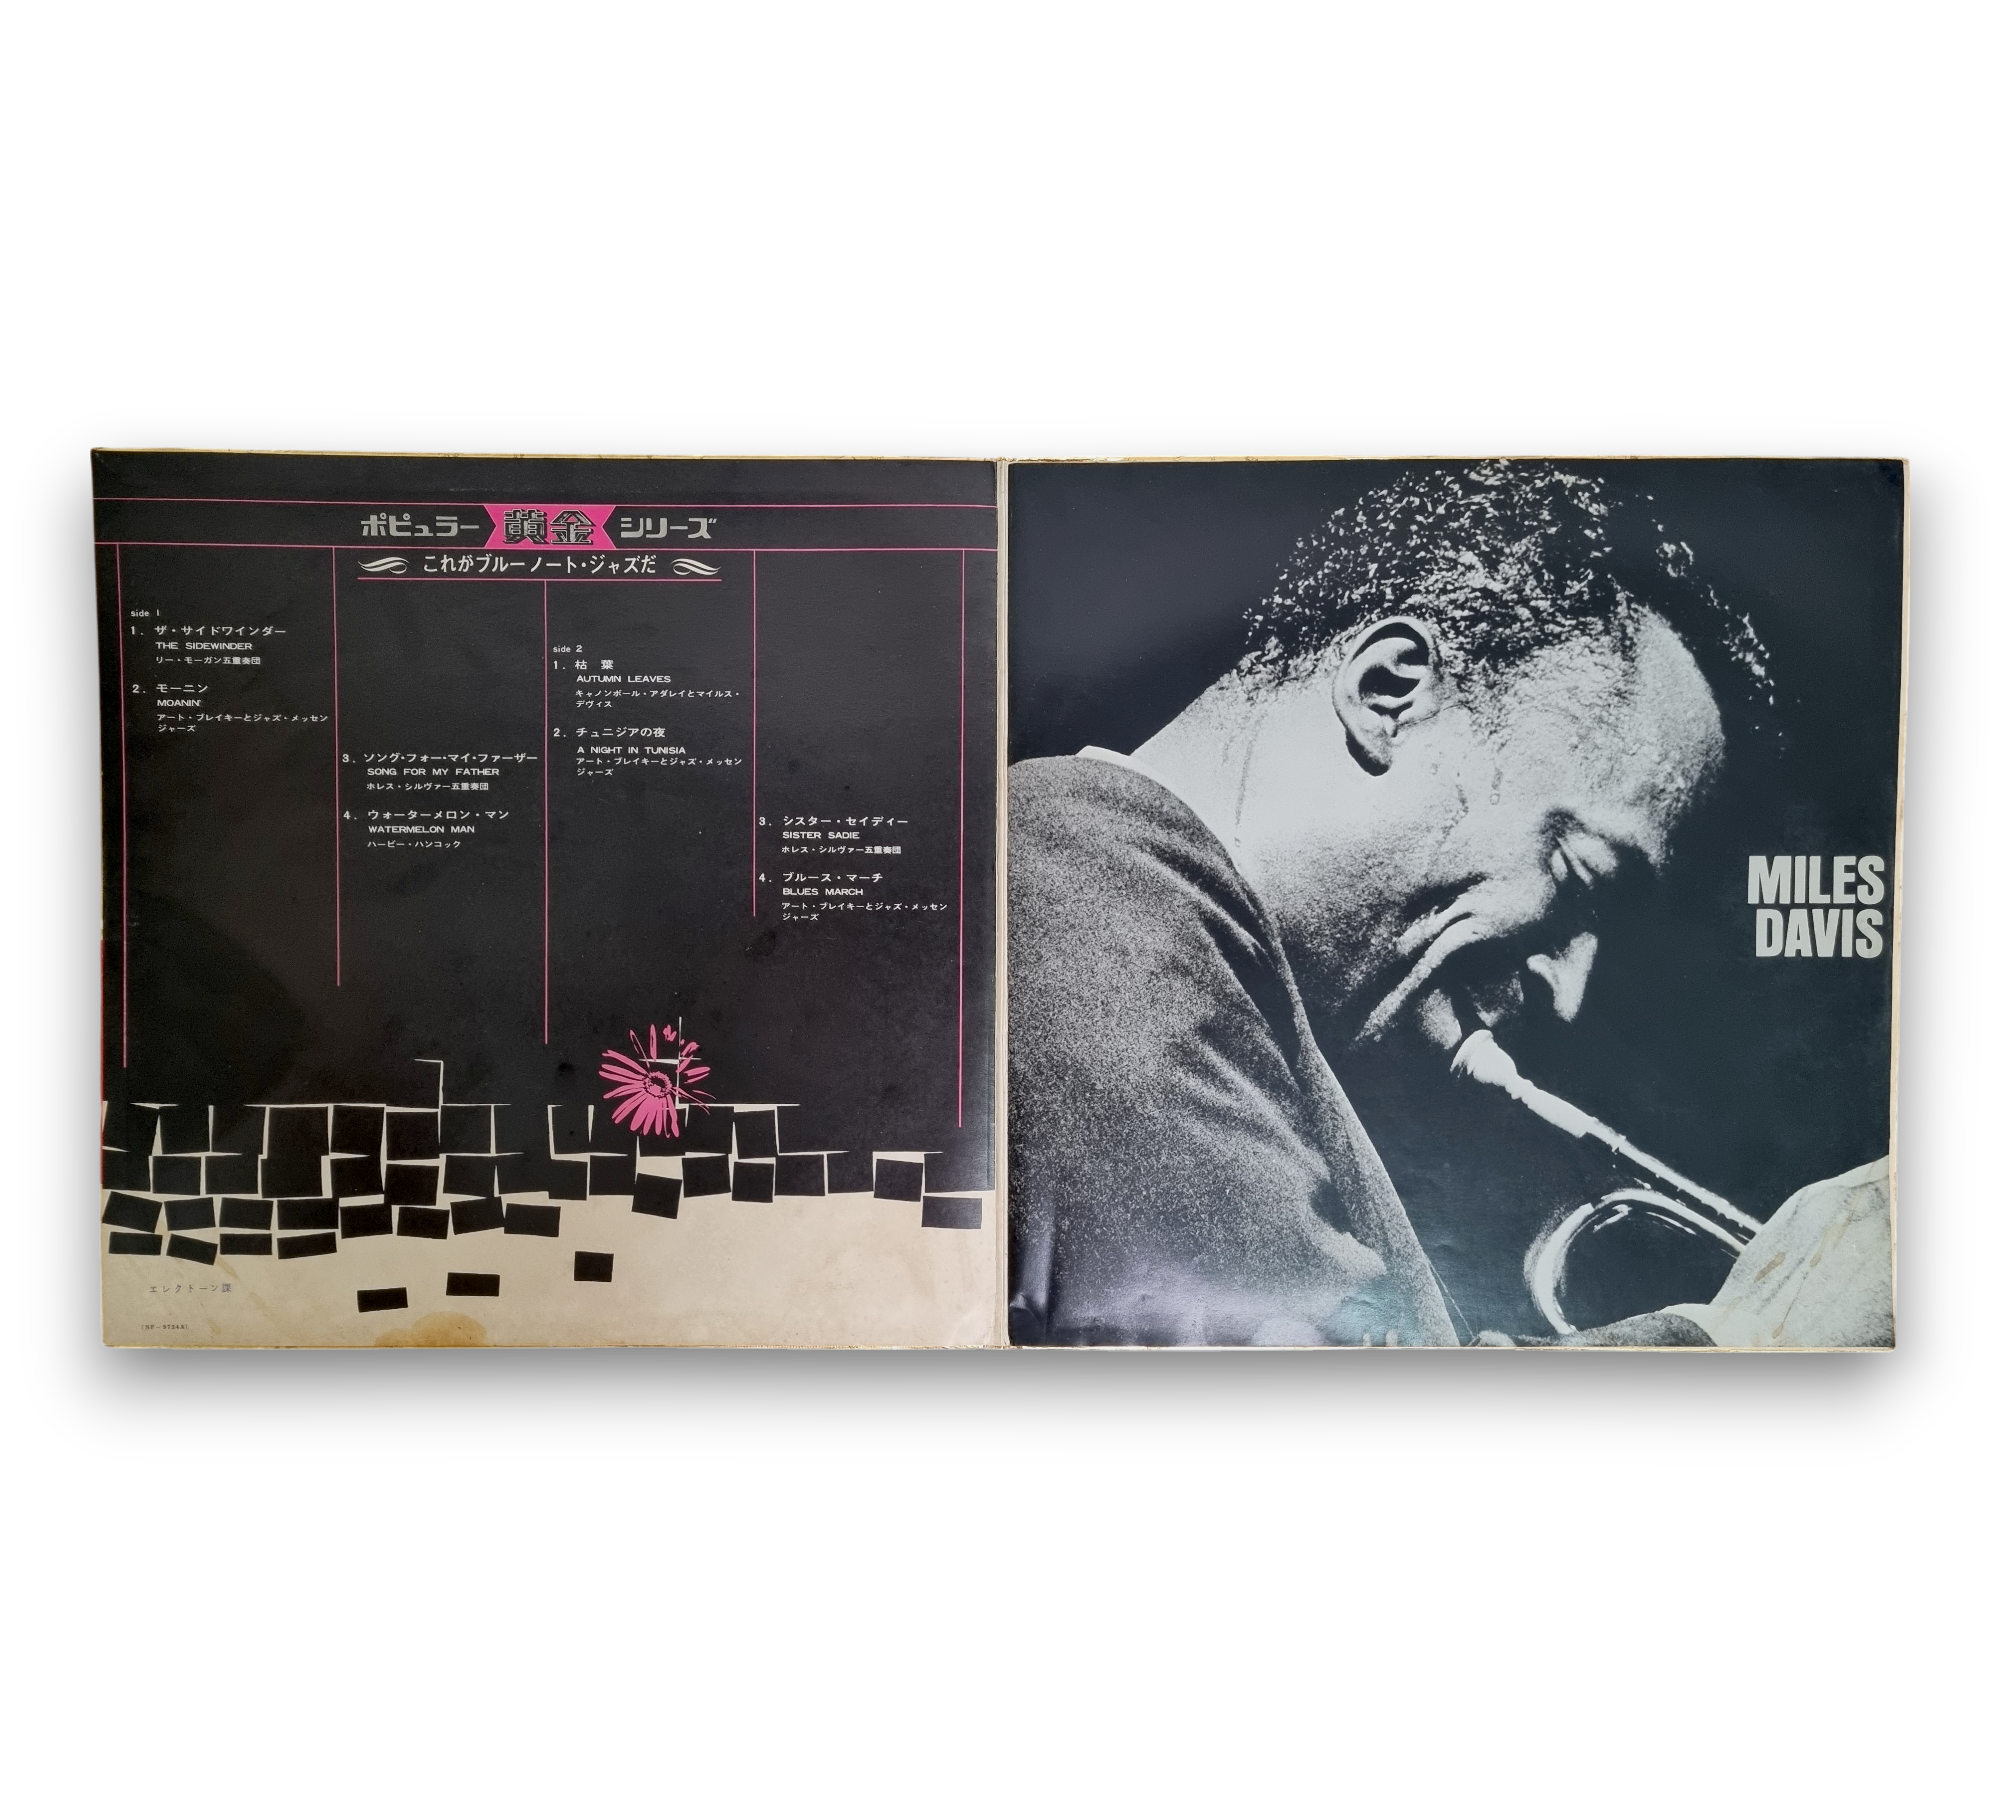 ポピュラー黄金シリーズ
これがブルーノート・ジャズだ
side 1
1. ザ・サイドワインダー
THE SIDEWINDER
リー・モーガン五重奏団
2. モーニン
MOANIN'
アート・ブレイキーとジャズ・メッセン
ジャーズ
3. ソング・フォー・マイ・ファーザー
SONG FOR MY FATHER
ホレス・シルヴァー五重奏団
4. ウォーターメロン・マン
WATERMELON MAN
ハービー・ハンコック
side 2
1. 枯 葉
AUTUMN LEAVES
キャノンボール・アダレイとマイルス・
デヴィス
2. チュニジアの夜
A NIGHT IN TUNISIA
アート・ブレイキーとジャズ・メッセン
ジャーズ
3. シスター・セイディー
SISTER SADIE
ホレス・シルヴァー五重奏団
4. ブルース・マーチ
BLUES MARCH
アート・ブレイキーとジャズ・メッセン
ジャーズ
エレクトーン課
MILES
DAVIS